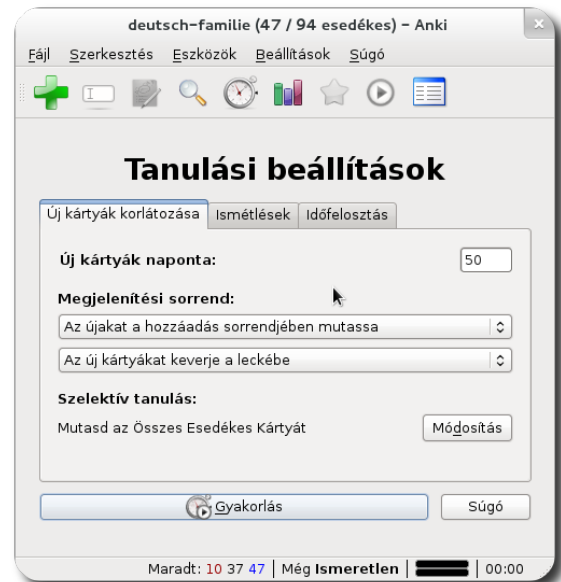 deutsch-familie (47 / 94 esedékes) – Anki
Fájl Szerkesztés Eszközök Beállítások Súgó
Tanulási beállítások
Új kártyák korlátozása Ismétlések Időfelosztás
Új kártyák naponta: 50
Megjelenítési sorrend:
Az újakat a hozzáadás sorrendjében mutassa
Az új kártyákat keverje a leckébe
Szelektív tanulás:
Mutasd az Összes Esedékes Kártyát Módosítás
Gyakorlás Súgó
Maradt: 10 37 47 | Még Ismeretlen | 00:00